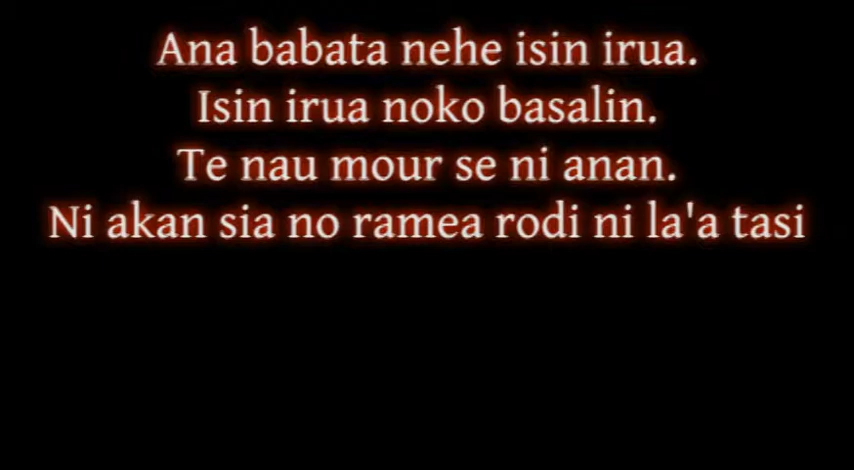 Ana babata nehe isin irua.
Isin irua noko basalin.
Te nau mour se ni anan.
Ni akan sia no ramea rodi ni la'a tasi